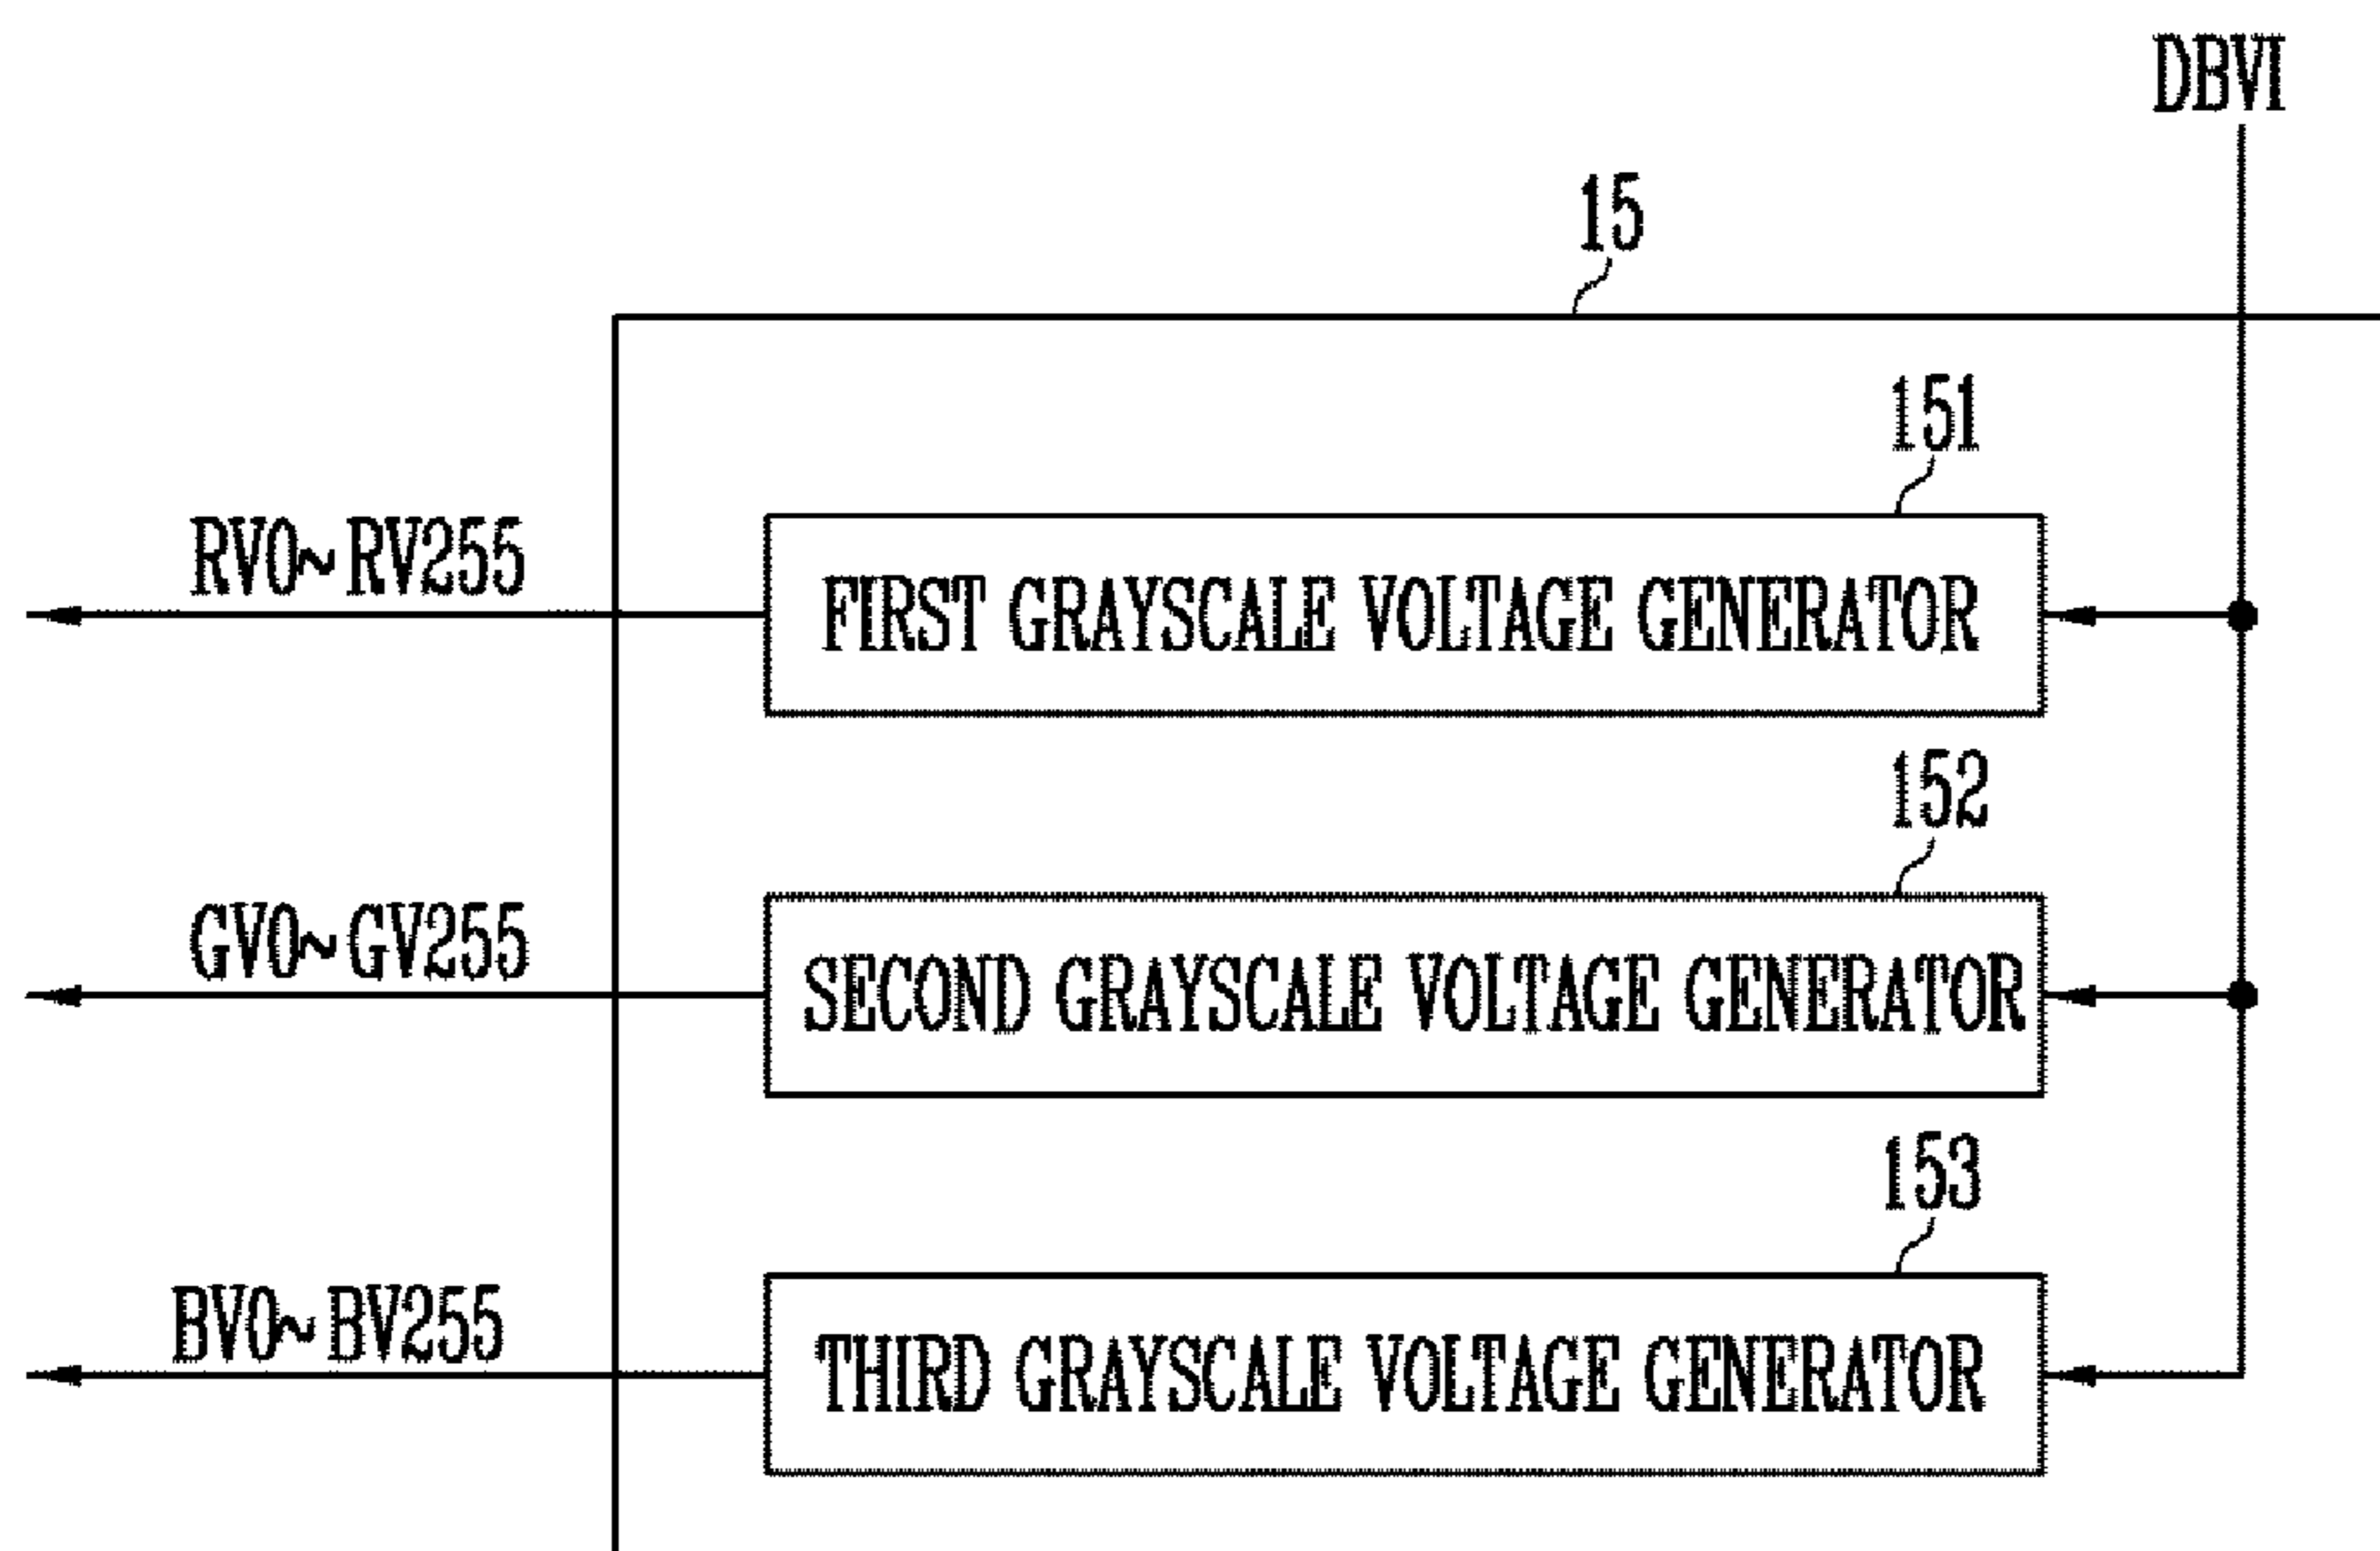 DBVI
15
151
RV0~RV255
FIRST GRAYSCALE VOLTAGE GENERATOR
152
GV0~GV255
SECOND GRAYSCALE VOLTAGE GENERATOR
153
BV0~BV255
THIRD GRAYSCALE VOLTAGE GENERATOR